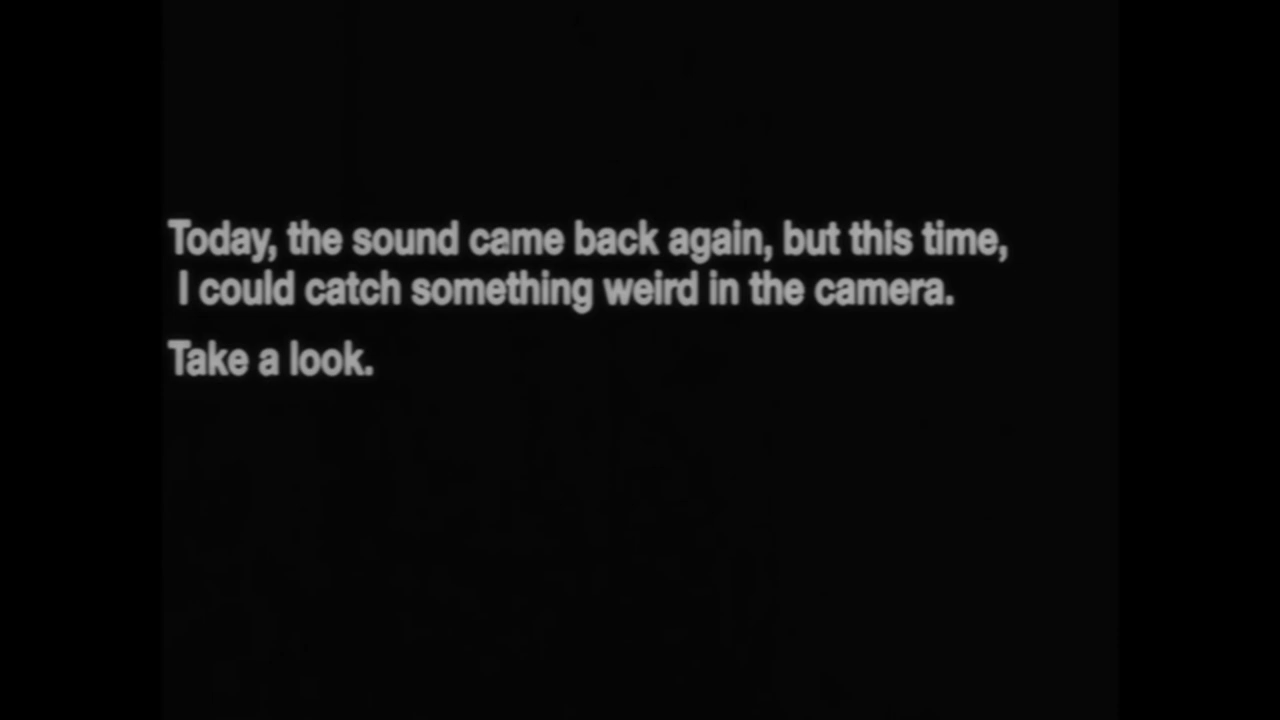 Today, the sound came back again, but this time,
I could catch something weird in the camera.
Take a look.